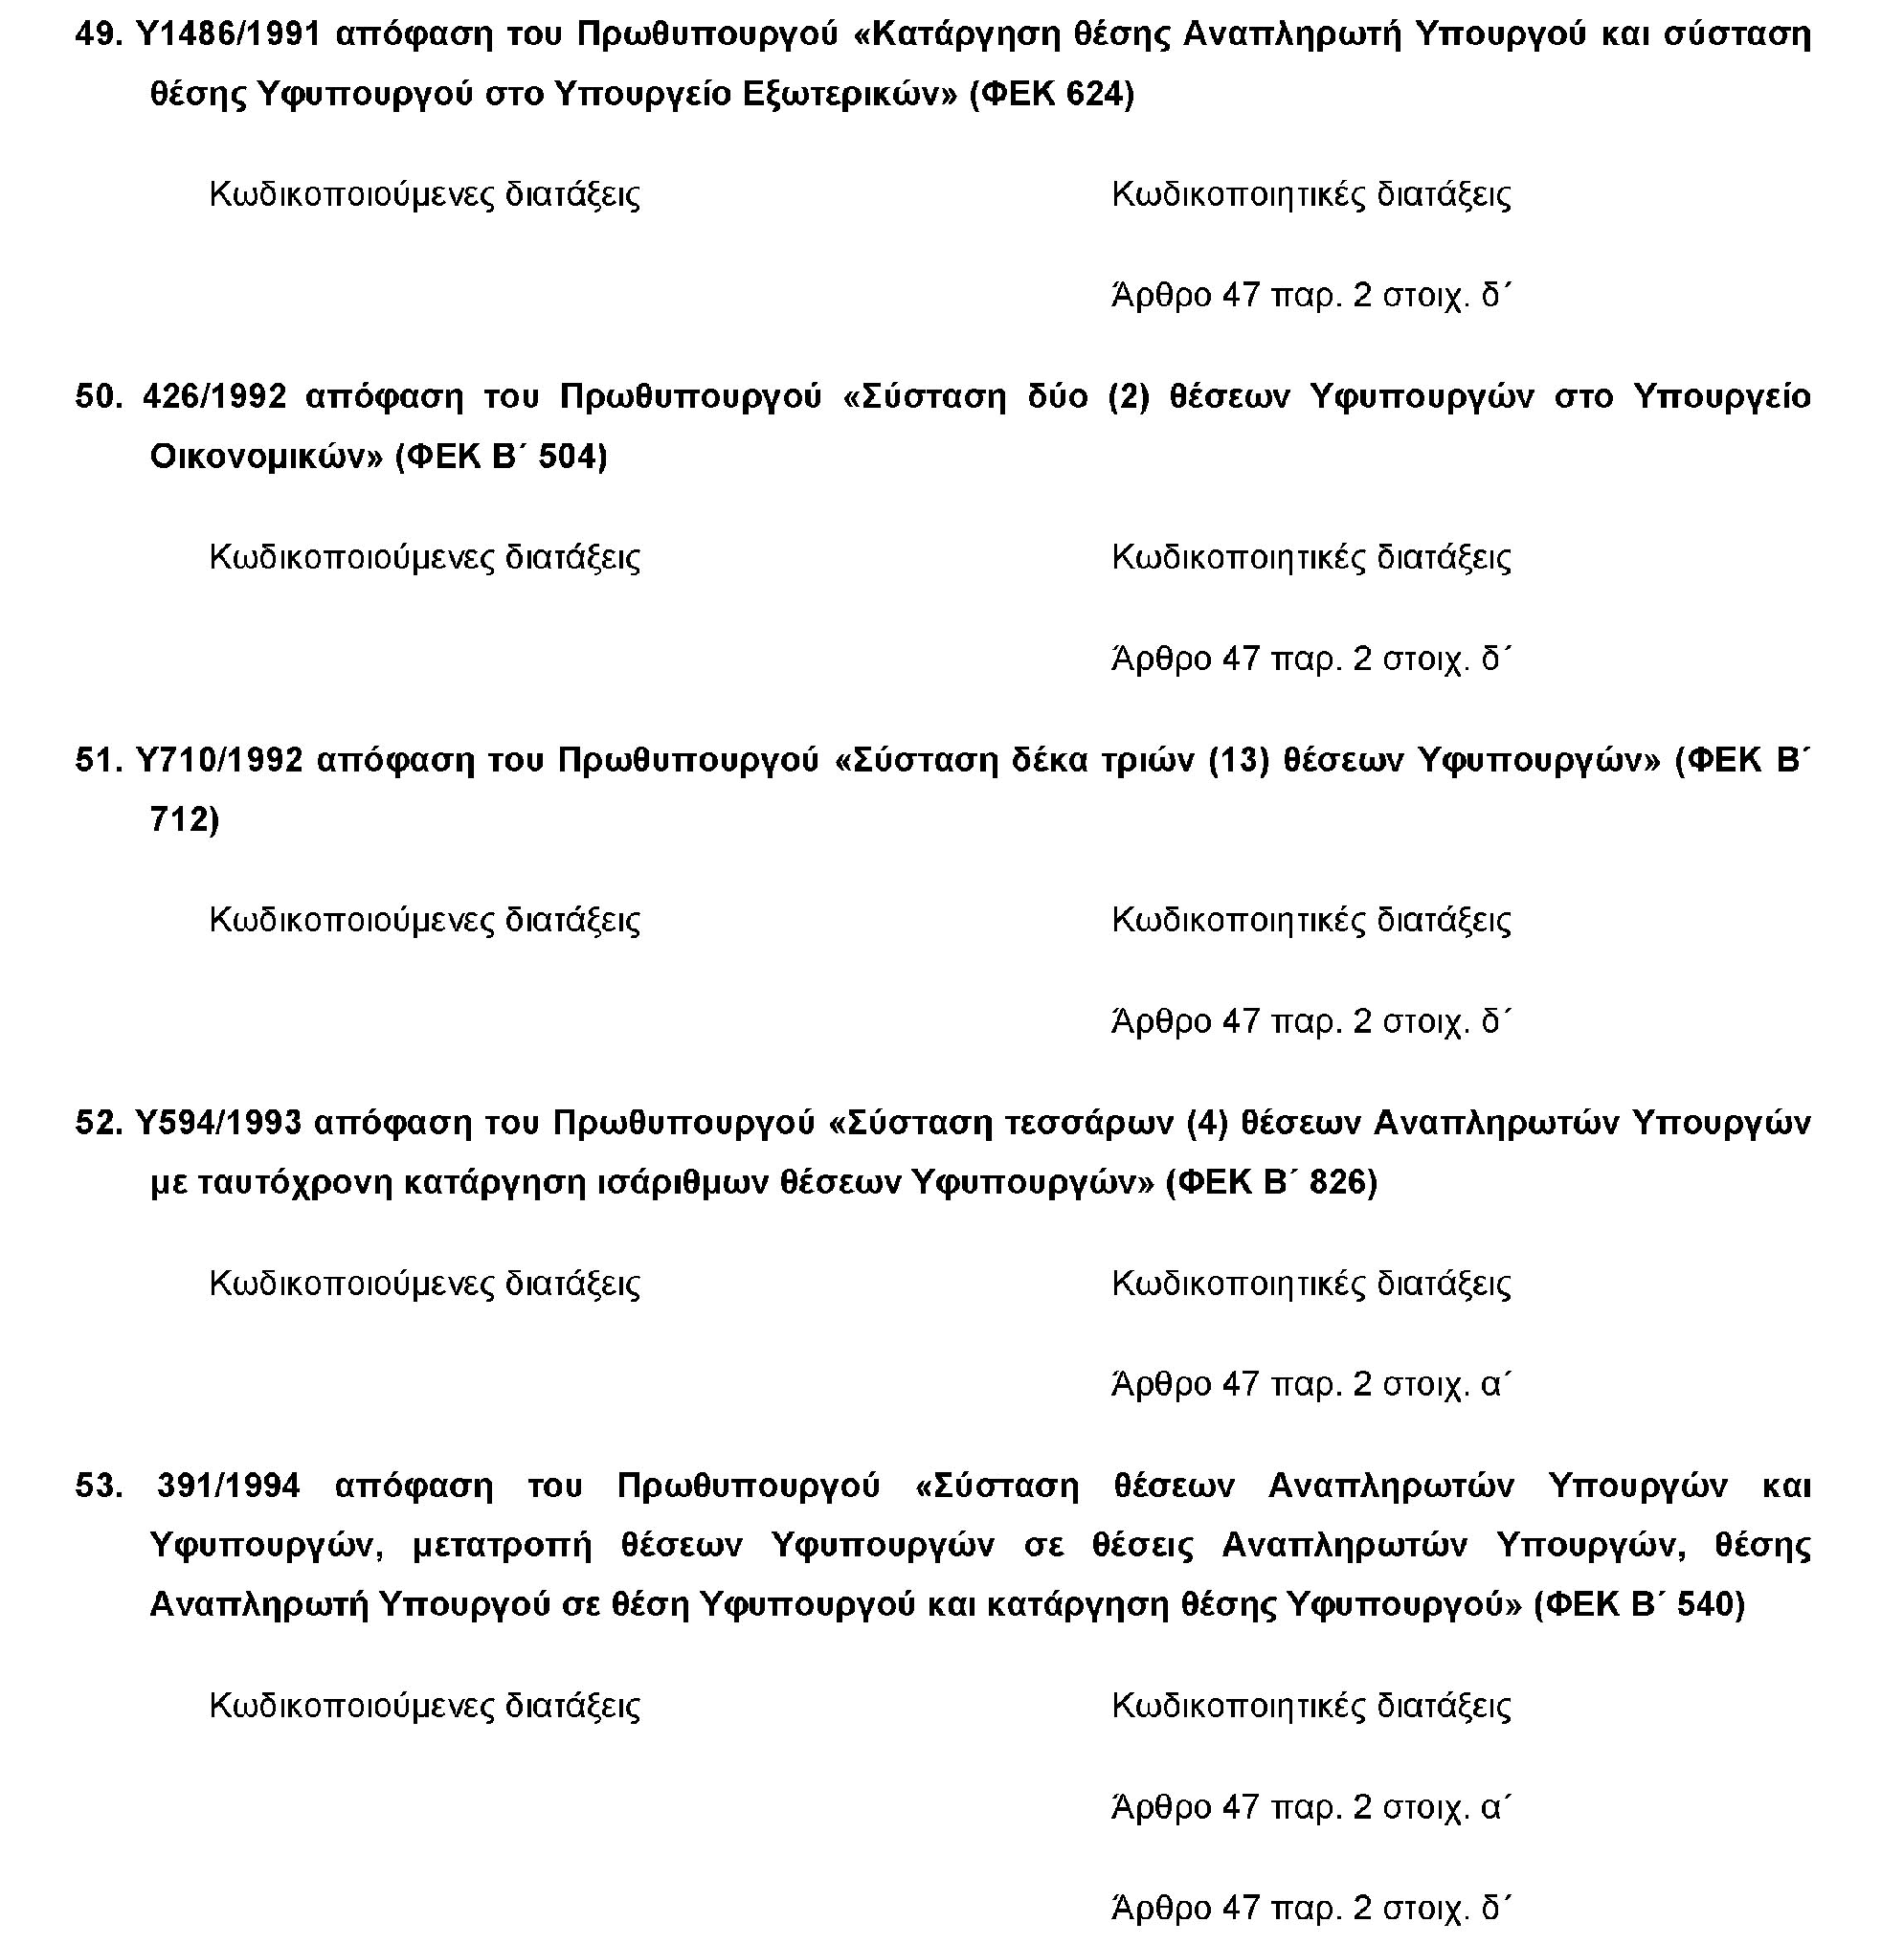 49. Υ1486/1991 απόφαση του Πρωθυπουργού «Κατάργηση θέσης Αναπληρωτή Υπουργού και σύσταση
θέσης Υφυπουργού στο Υπουργείο Εξωτερικών» (ΦΕΚ 624)
Κωδικοποιούμενες διατάξεις Κωδικοποιητικές διατάξεις
Άρθρο 47 παρ. 2 στοιχ. δ΄
50. 426/1992 απόφαση του Πρωθυπουργού «Σύσταση δύο (2) θέσεων Υφυπουργών στο Υπουργείο
Οικονομικών» (ΦΕΚ Β΄ 504)
Κωδικοποιούμενες διατάξεις Κωδικοποιητικές διατάξεις
Άρθρο 47 παρ. 2 στοιχ. δ΄
51. Υ710/1992 απόφαση του Πρωθυπουργού «Σύσταση δέκα τριών (13) θέσεων Υφυπουργών» (ΦΕΚ Β΄
712)
Κωδικοποιούμενες διατάξεις Κωδικοποιητικές διατάξεις
Άρθρο 47 παρ. 2 στοιχ. δ΄
52. Υ594/1993 απόφαση του Πρωθυπουργού «Σύσταση τεσσάρων (4) θέσεων Αναπληρωτών Υπουργών
με ταυτόχρονη κατάργηση ισάριθμων θέσεων Υφυπουργών» (ΦΕΚ Β΄ 826)
Κωδικοποιούμενες διατάξεις Κωδικοποιητικές διατάξεις
Άρθρο 47 παρ. 2 στοιχ. α΄
53. 391/1994 απόφαση του Πρωθυπουργού «Σύσταση θέσεων Αναπληρωτών Υπουργών και
Υφυπουργών, μετατροπή θέσεων Υφυπουργών σε θέσεις Αναπληρωτών Υπουργών, θέσης
Αναπληρωτή Υπουργού σε θέση Υφυπουργού και κατάργηση θέσης Υφυπουργού» (ΦΕΚ Β΄ 540)
Κωδικοποιούμενες διατάξεις Κωδικοποιητικές διατάξεις
Άρθρο 47 παρ. 2 στοιχ. α΄
Άρθρο 47 παρ. 2 στοιχ. δ΄